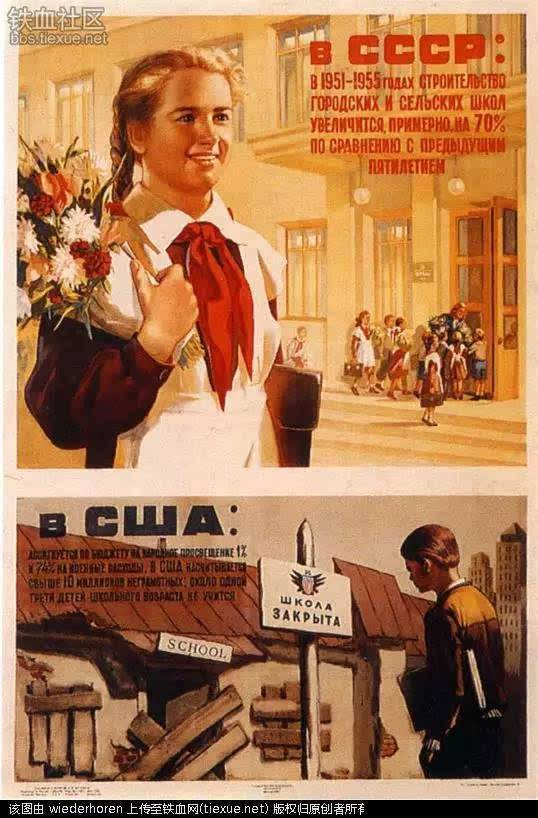 铁血社区
bbs.tiexue.net
В СССР:
В 1951-1955 ГОДАХ СТРОИТЕЛЬСТВО
ГОРОДСКИХ И СЕЛЬСКИХ ШКОЛ
УВЕЛИЧИТСЯ, ПРИМЕРНО, НА 70%
ПО СРАВНЕНИЮ С ПРЕДЫДУЩИМ
ПЯТИЛЕТИЕМ
В США:
АССИГНУЕТСЯ ПО БЮДЖЕТУ НА НАРОДНОЕ ПРОСВЕЩЕНИЕ 1%
И 74% НА ВОЕННЫЕ РАСХОДЫ. В США НАСЧИТЫВАЕТСЯ
СВЫШЕ 10 МИЛЛИОНОВ НЕГРАМОТНЫХ; ОКОЛО ОДНОЙ
ТРЕТИ ДЕТЕЙ ШКОЛЬНОГО ВОЗРАСТА НЕ УЧИТСЯ
ШКОЛА
ЗАКРЫТА
SCHOOL
该图由 wiederhoren 上传至铁血网(tiexue.net) 版权归原创者所有